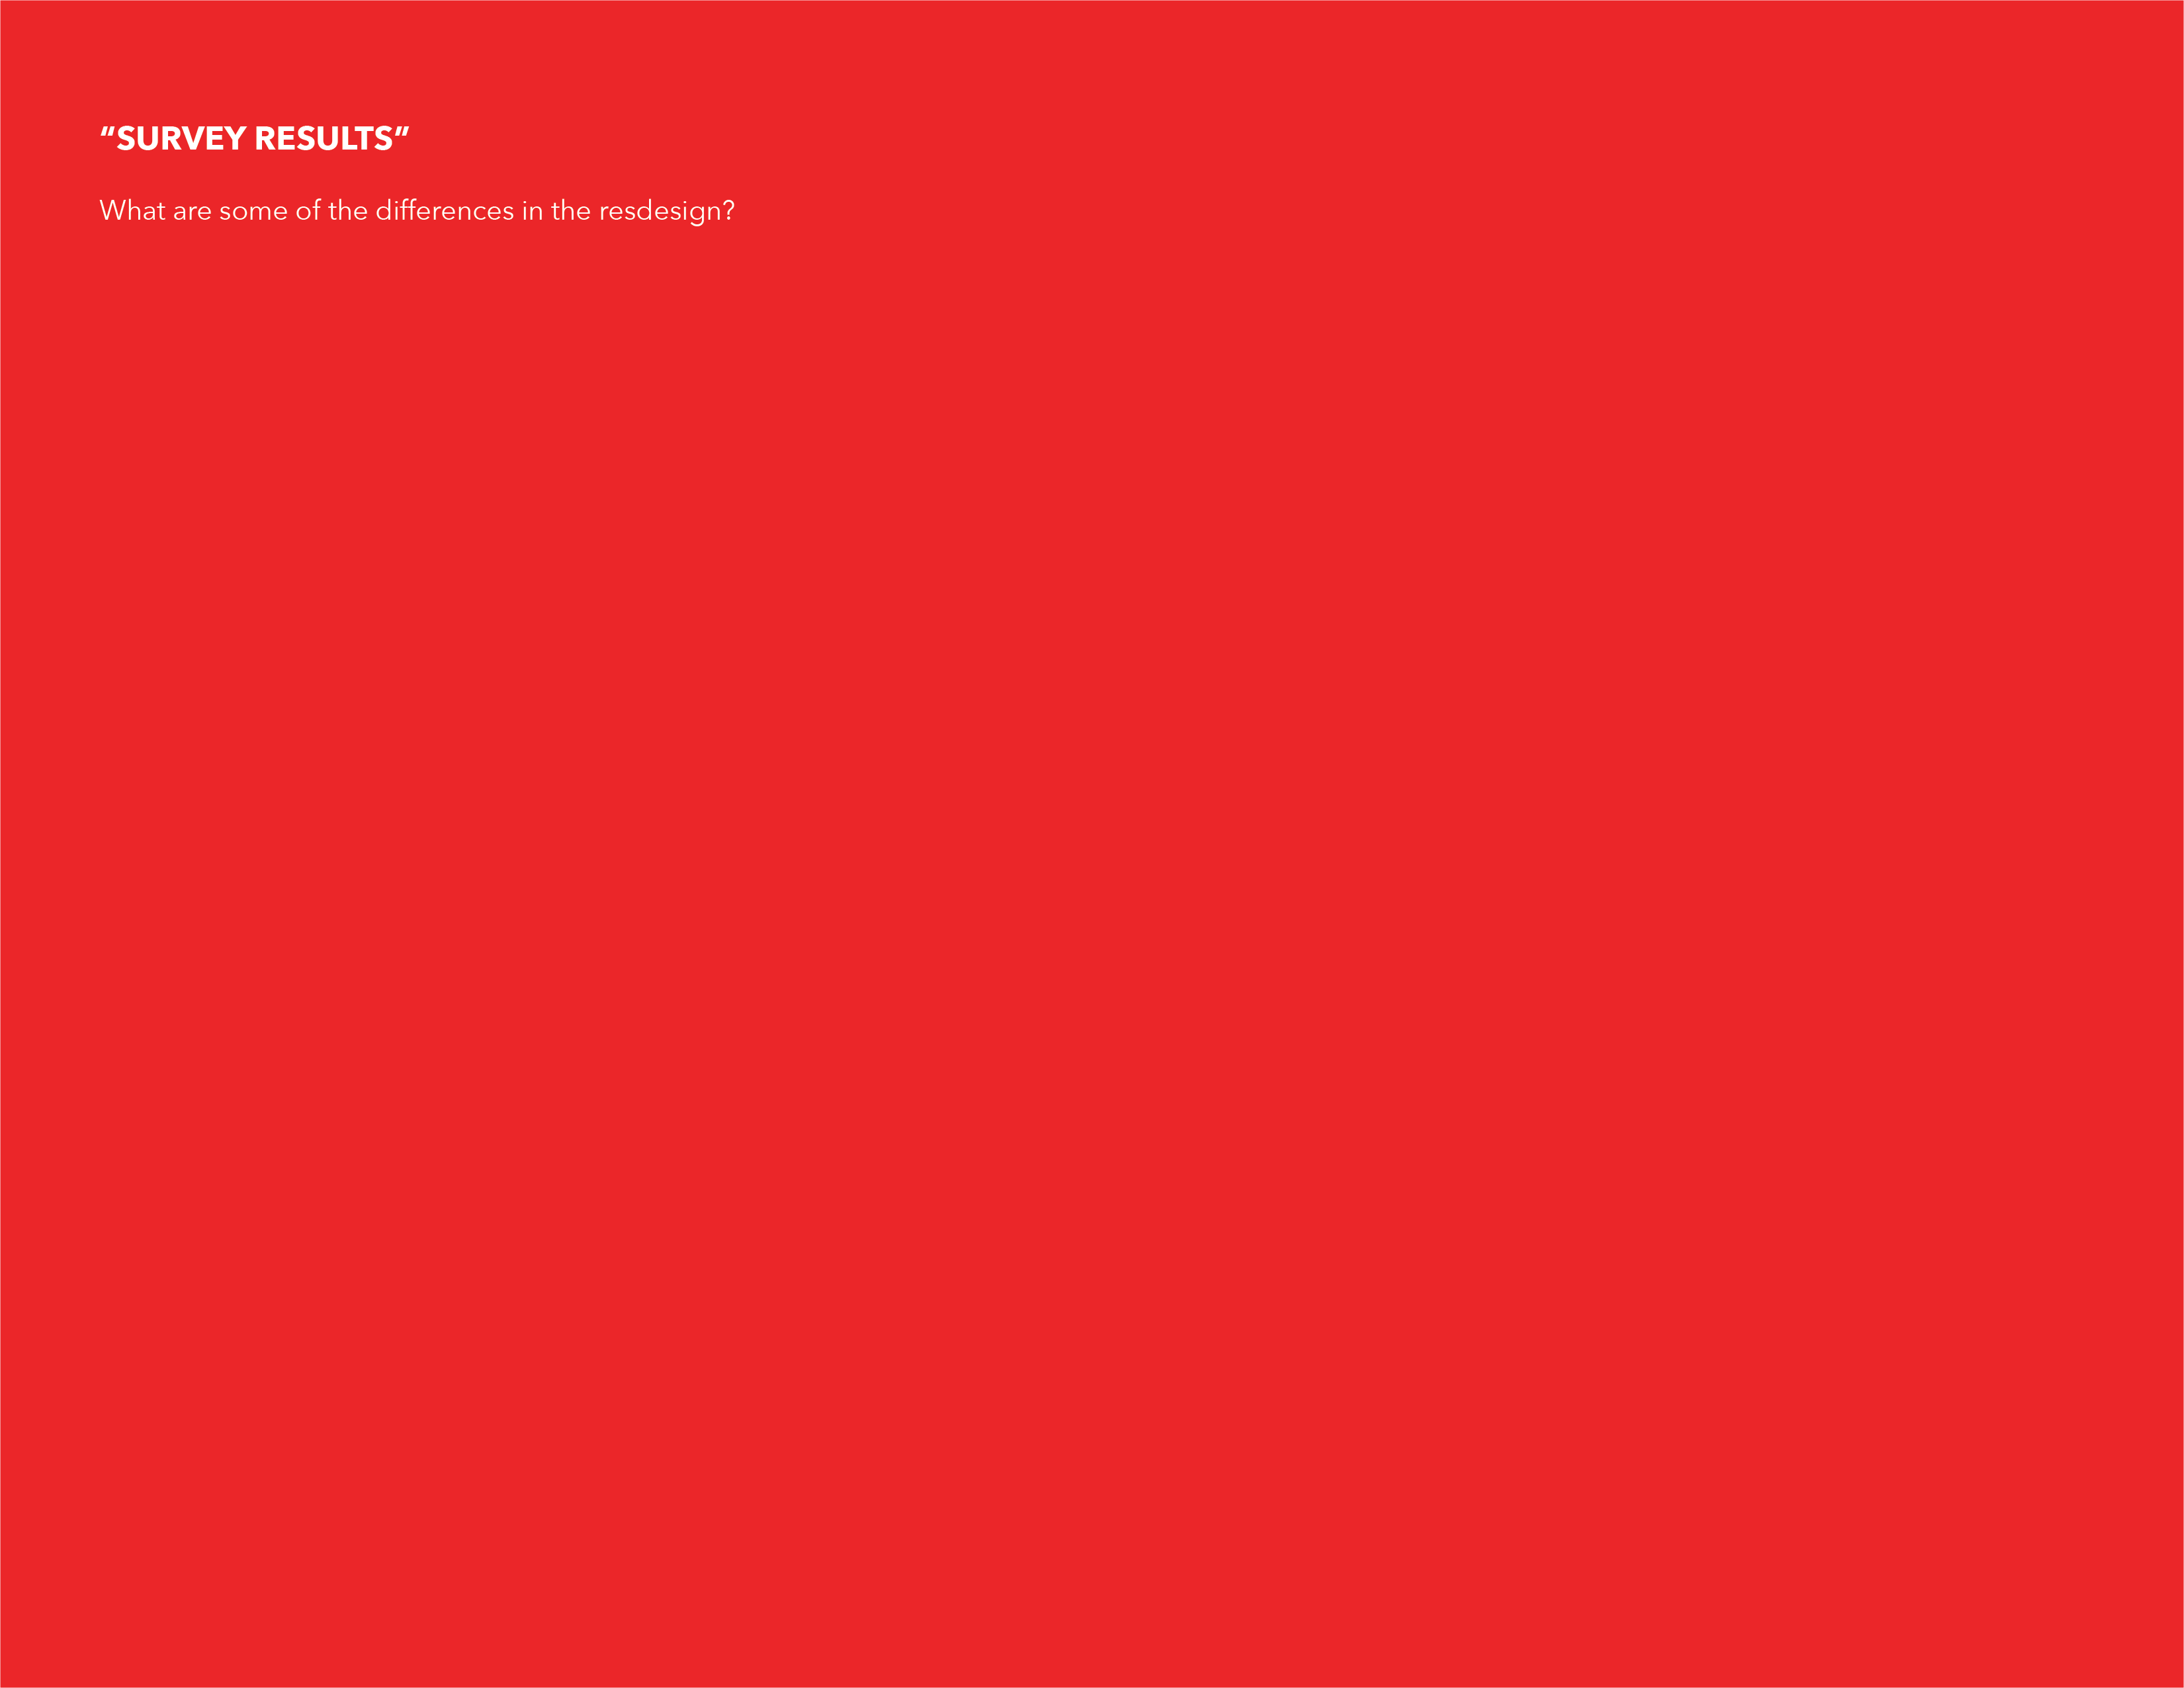 “SURVEY RESULTS”
What are some of the differences in the resdesign?